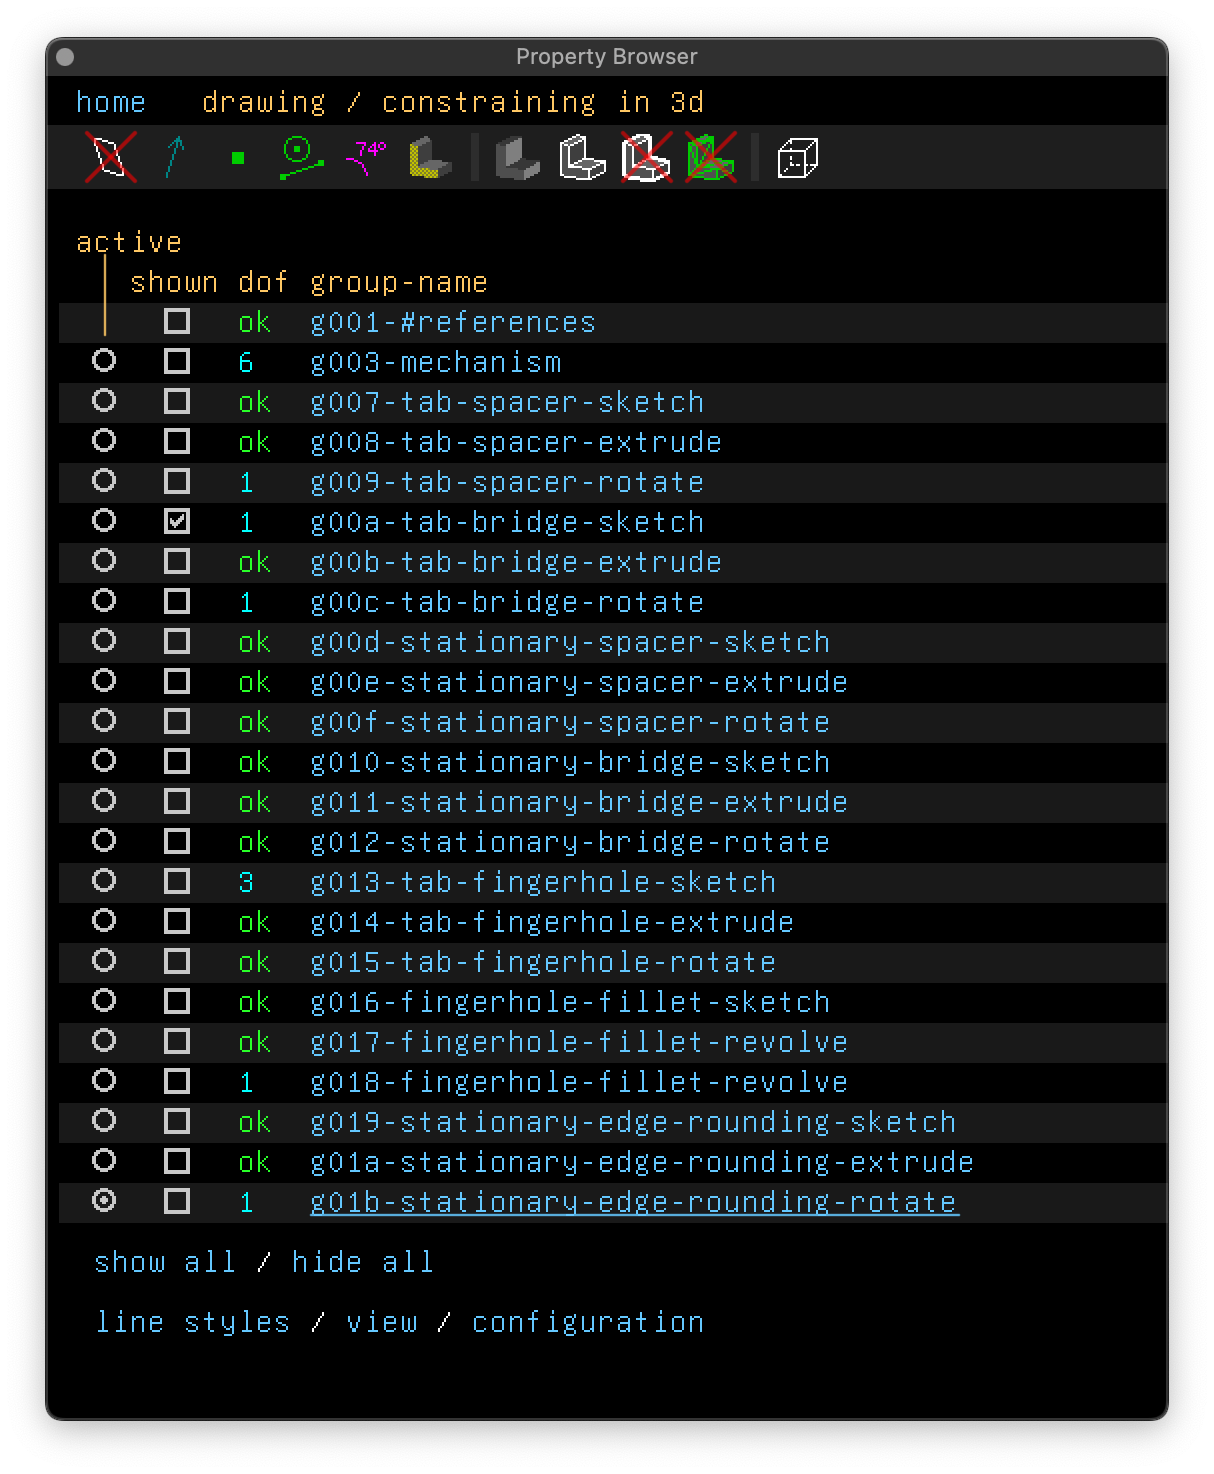 Property Browser
home drawing / constraining in 3d
74°
active
shown dof group-name
ok g001-#references
6 g003-mechanism
ok g007-tab-spacer-sketch
ok g008-tab-spacer-extrude
1 g009-tab-spacer-rotate
1 g00a-tab-bridge-sketch
ok g00b-tab-bridge-extrude
1 g00c-tab-bridge-rotate
ok g00d-stationary-spacer-sketch
ok g00e-stationary-spacer-extrude
ok g00f-stationary-spacer-rotate
ok g010-stationary-bridge-sketch
ok g011-stationary-bridge-extrude
ok g012-stationary-bridge-rotate
3 g013-tab-fingerhole-sketch
ok g014-tab-fingerhole-extrude
ok g015-tab-fingerhole-rotate
ok g016-fingerhole-fillet-sketch
ok g017-fingerhole-fillet-revolve
1 g018-fingerhole-fillet-revolve
ok g019-stationary-edge-rounding-sketch
ok g01a-stationary-edge-rounding-extrude
1 g01b-stationary-edge-rounding-rotate
show all / hide all
line styles / view / configuration